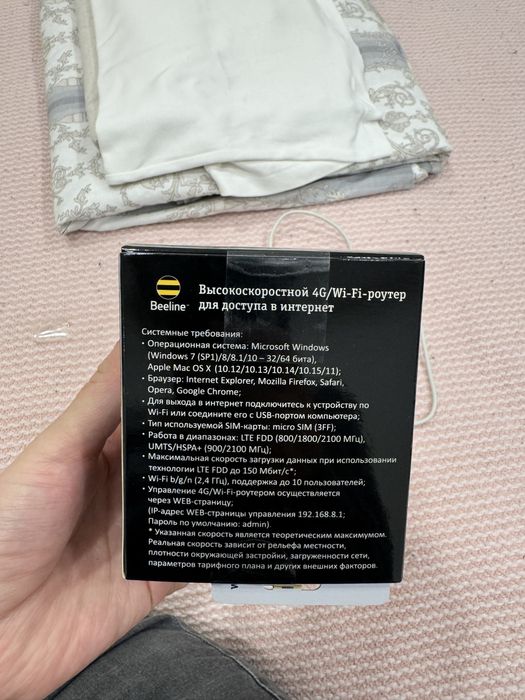 Beeline™
Высокоскоростной 4G/Wi-Fi-роутер
для доступа в интернет
Системные требования:
• Операционная система: Microsoft Windows
(Windows 7 (SP1)/8/8.1/10 – 32/64 бита),
Apple Mac OS X (10.12/10.13/10.14/10.15/11);
• Браузер: Internet Explorer, Mozilla Firefox, Safari,
Opera, Google Chrome;
• Для выхода в интернет подключитесь к устройству по
Wi-Fi или соедините его с USB-портом компьютера;
• Тип используемой SIM-карты: micro SIM (3FF);
• Работа в диапазонах: LTE FDD (800/1800/2100 МГц),
UMTS/HSPA+ (900/2100 МГц).
• Максимальная скорость загрузки данных при использовании
технологии LTE FDD до 150 Мбит/с*;
• Wi-Fi b/g/n (2,4 ГГц), поддержка до 10 пользователей;
• Управление 4G/Wi-Fi-роутером осуществляется
через WEB-страницу;
(IP-адрес WEB-страницы управления 192.168.8.1;
Пароль по умолчанию: admin).
* Указанная скорость является теоретическим максимумом.
Реальная скорость зависит от рельефа местности,
плотности окружающей застройки, загруженности сети,
параметров тарифного плана и других внешних факторов.